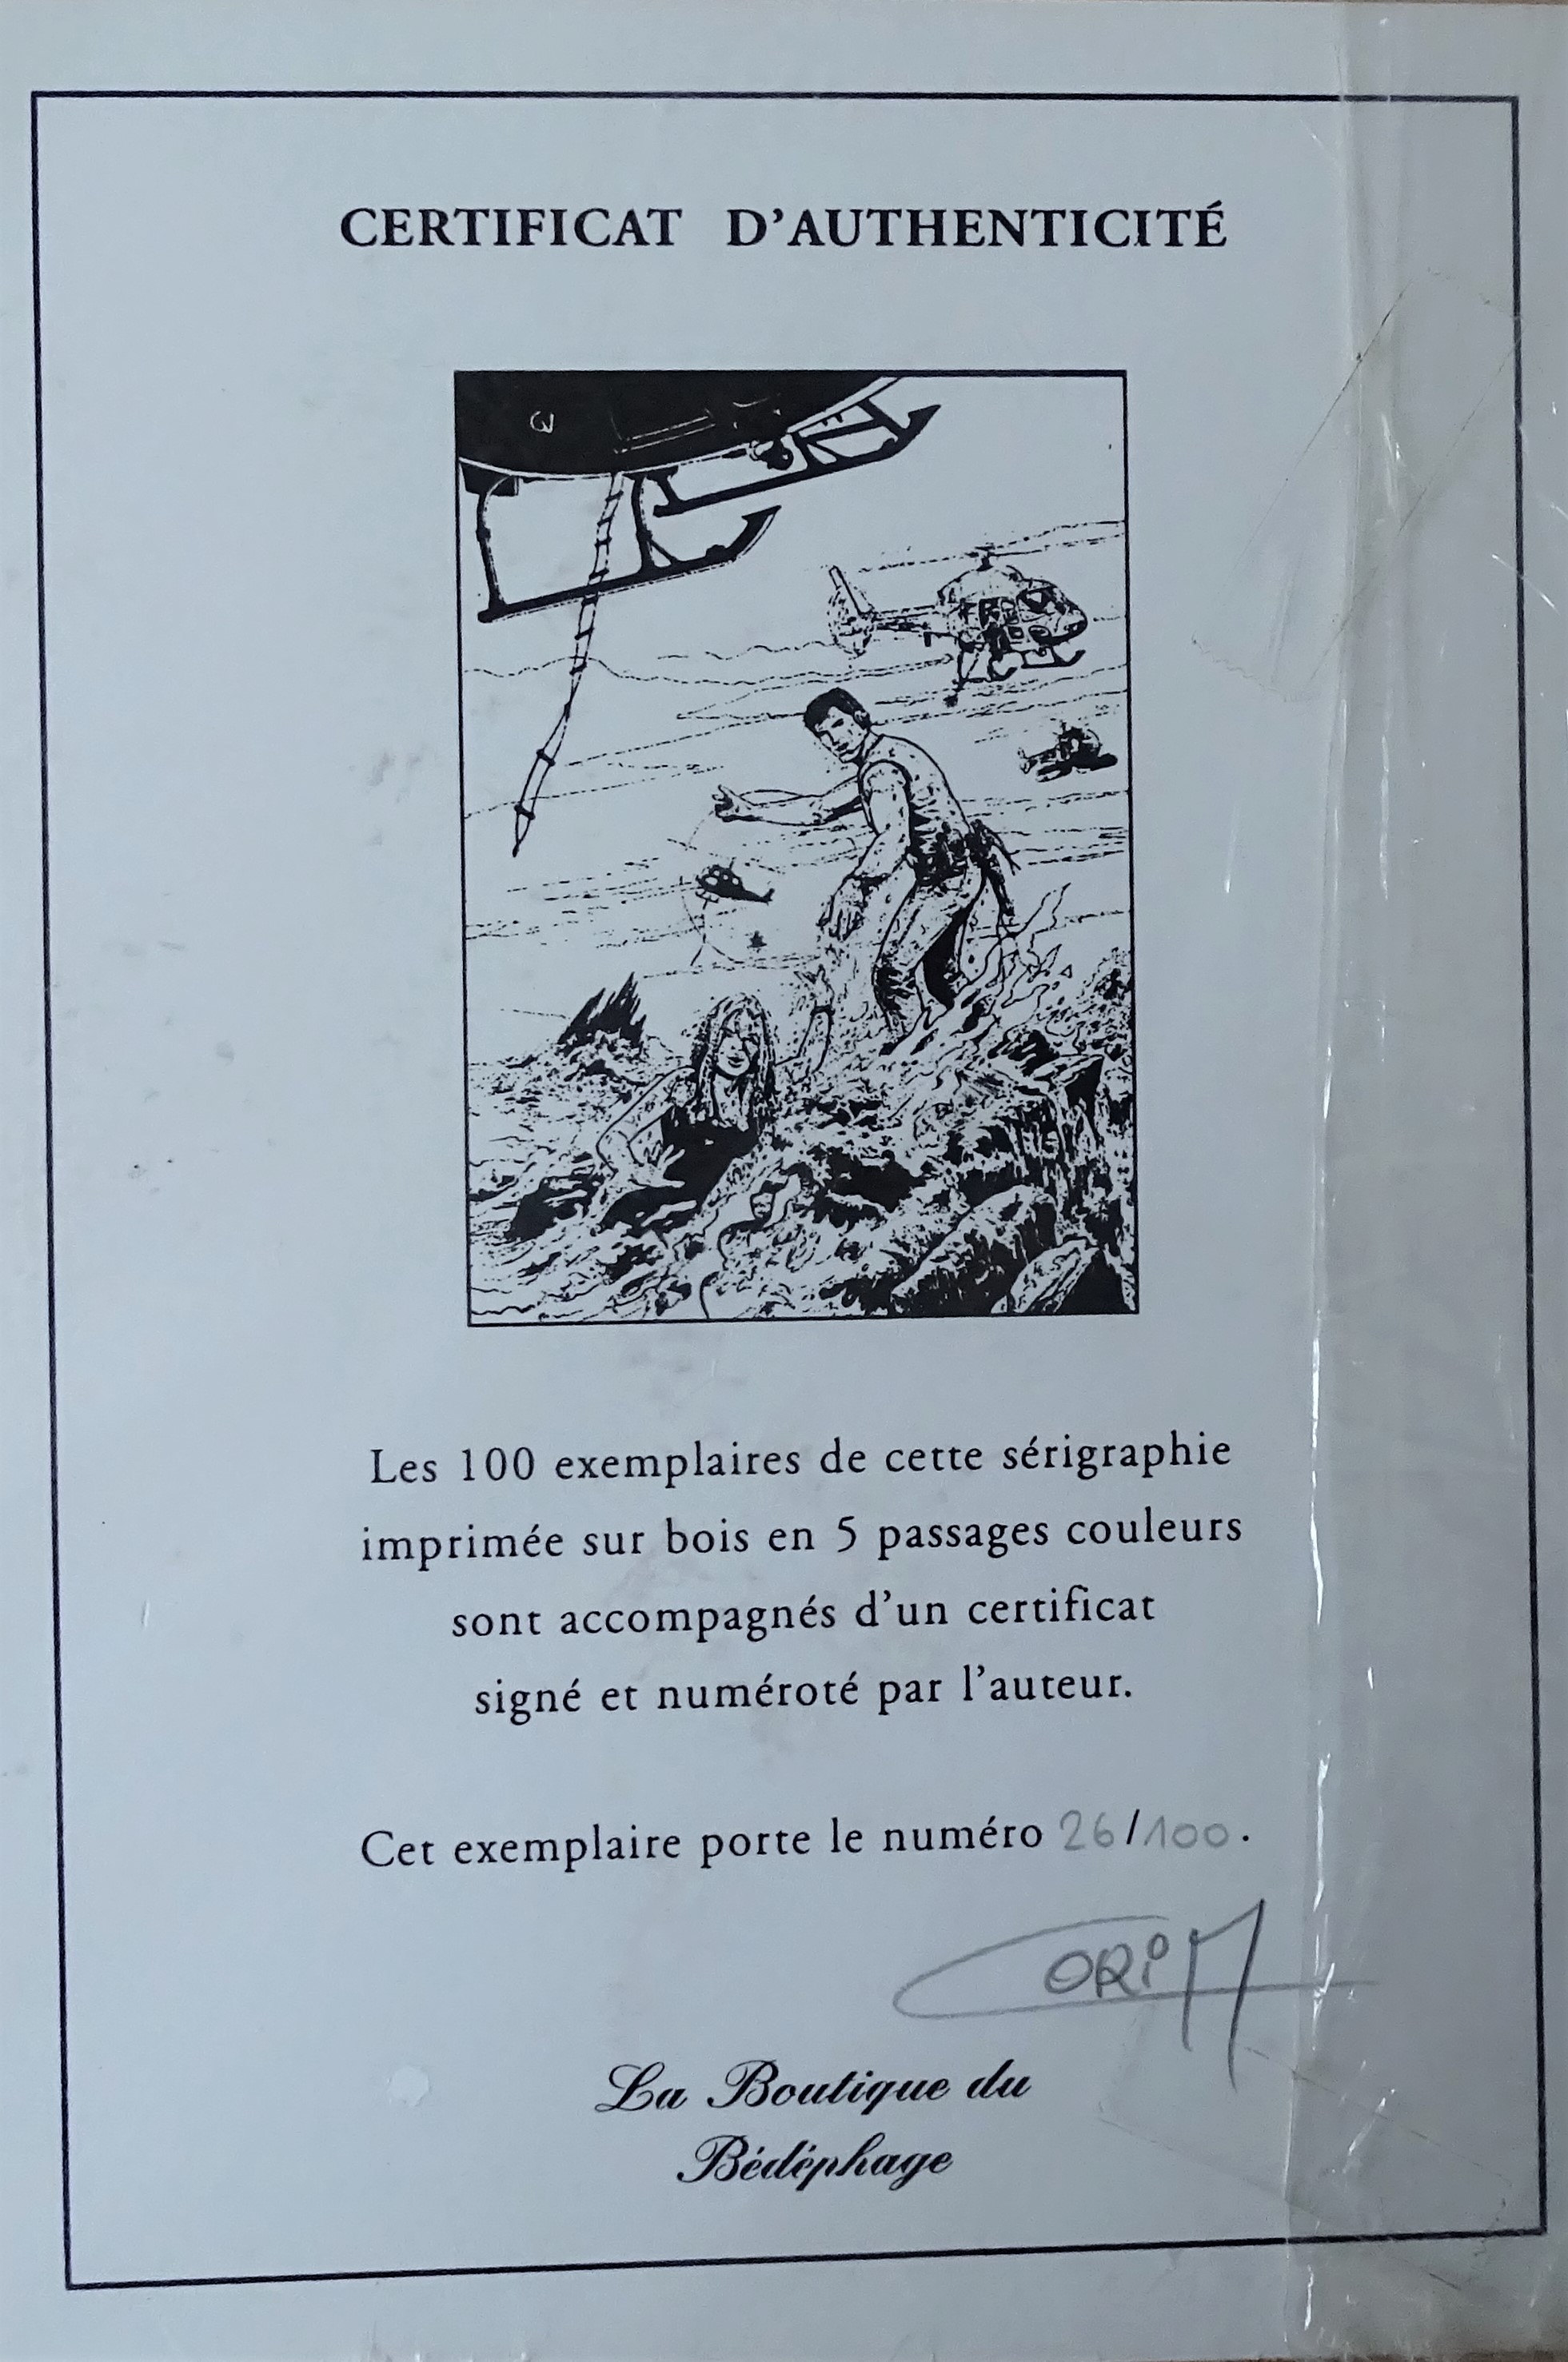 CERTIFICAT D'AUTHENTICITÉ
Les 100 exemplaires de cette sérigraphie
imprimée sur bois en 5 passages couleurs
sont accompagnés d'un certificat
signé et numéroté par l'auteur.
Cet exemplaire porte le numéro 26/100.
CORIM
La Boutique du
Bédéphage